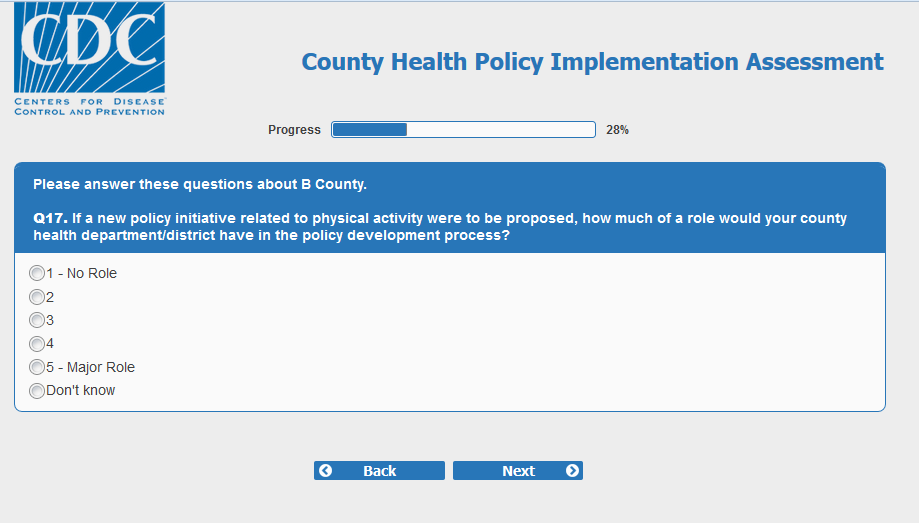 CDC
CENTERS FOR DISEASE
CONTROL AND PREVENTION
County Health Policy Implementation Assessment
Progress 28%
Please answer these questions about B County.
Q17. If a new policy initiative related to physical activity were to be proposed, how much of a role would your county
health department/district have in the policy development process?
1 - No Role
2
3
4
5 - Major Role
Don't know
Back Next